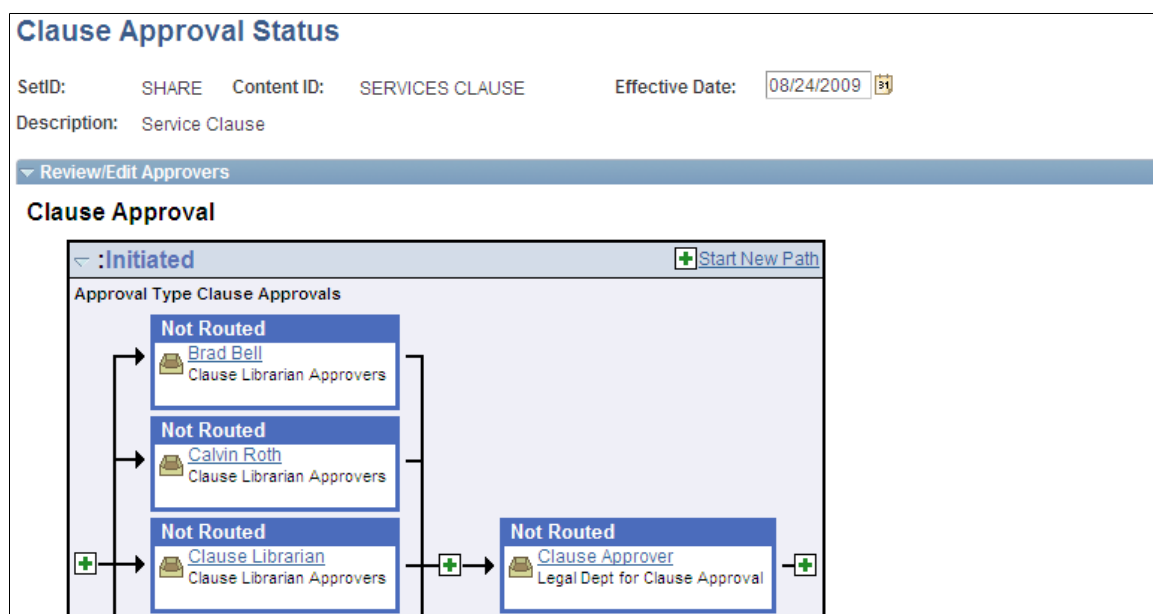 Clause Approval Status
SetID: SHARE Content ID: SERVICES CLAUSE Effective Date: 08/24/2009 31
Description: Service Clause
Review/Edit Approvers
Clause Approval
:Initiated Start New Path
Approval Type Clause Approvals
Not Routed
Brad Bell
Clause Librarian Approvers
Not Routed
Calvin Roth
Clause Librarian Approvers
Not Routed
Clause Librarian
Clause Librarian Approvers
Not Routed
Clause Approver
Legal Dept for Clause Approval